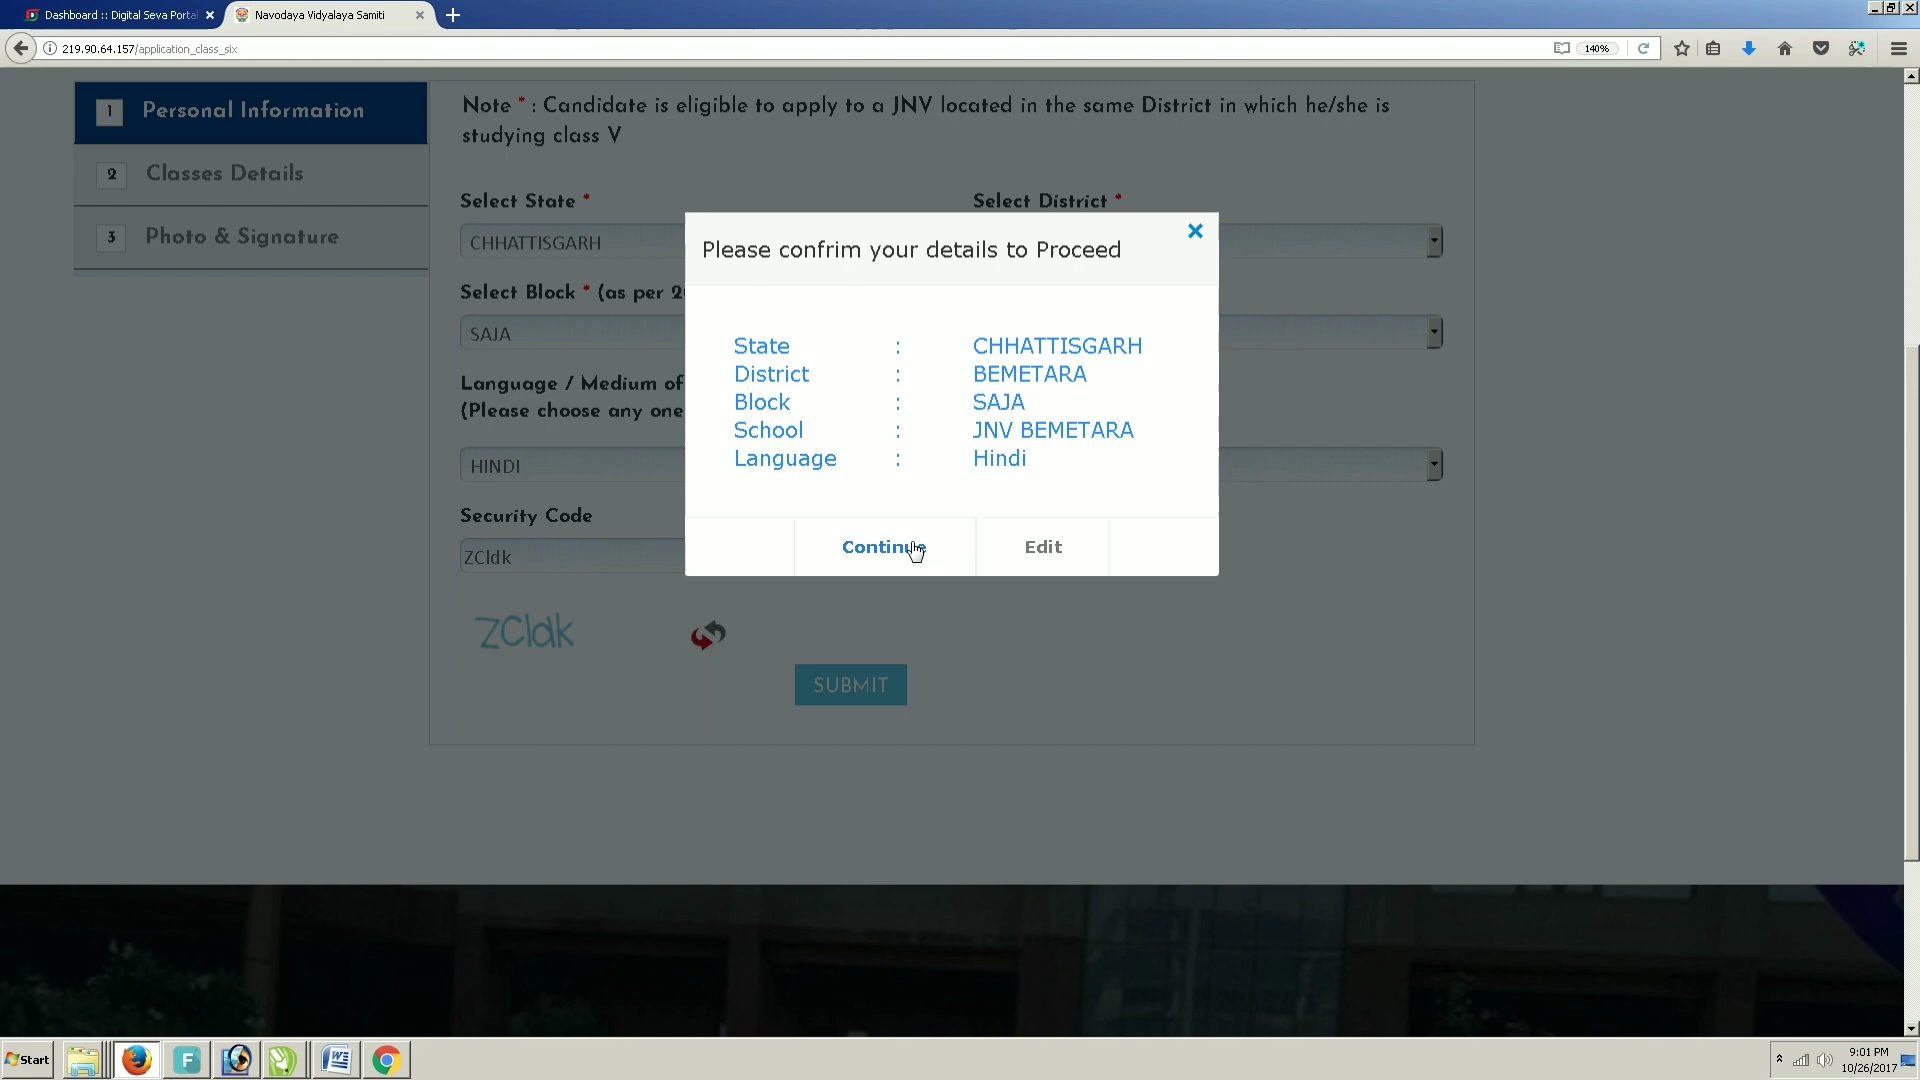 Dashboard :: Digital Seva Portal
Navodaya Vidyalaya Samiti
219.90.64.157/application_class_six
140%
1 Personal Information
2 Classes Details
3 Photo & Signature
Note * : Candidate is eligible to apply to a JNV located in the same District in which he/she is
studying class V
Select State *
Select District *
CHHATTISGARH
Select Block * (as per
SAJA
Language / Medium of
(Please choose any one
HINDI
Security Code
ZCldk
ZCldk
SUBMIT
Please confrim your details to Proceed
State : CHHATTISGARH
District : BEMETARA
Block : SAJA
School : JNV BEMETARA
Language : Hindi
Continue
Edit
Start
9:01 PM
10/26/2017